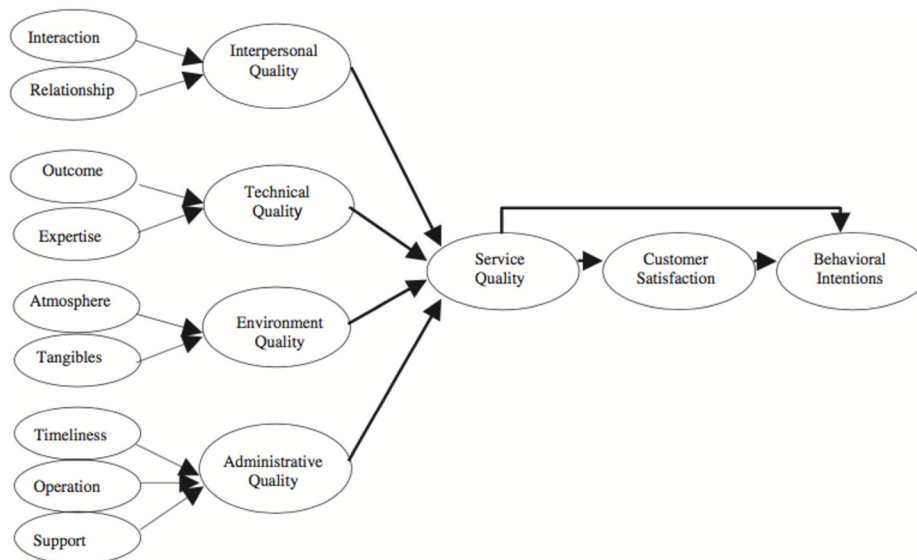 Interaction
Relationship
Interpersonal
Quality
Outcome
Expertise
Technical
Quality
Atmosphere
Tangibles
Environment
Quality
Timeliness
Operation
Support
Administrative
Quality
Service
Quality
Customer
Satisfaction
Behavioral
Intentions